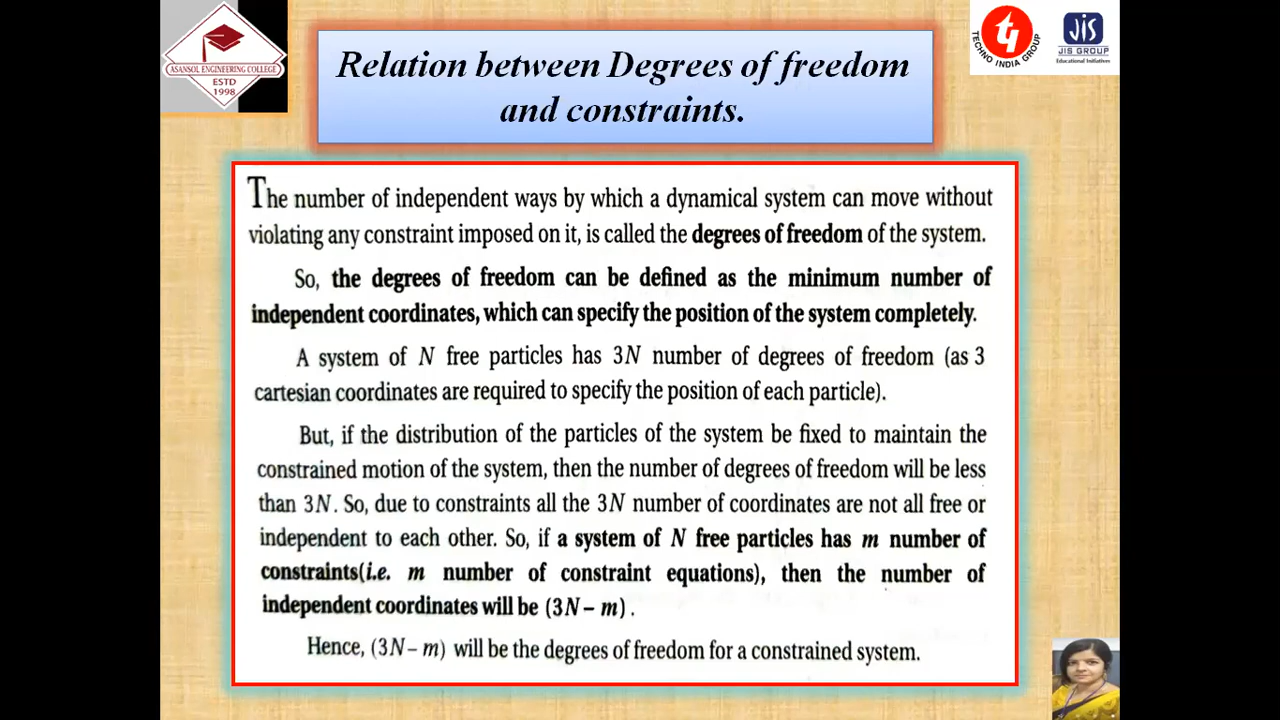 ASANSOL ENGINEERING COLLEGE
ESTD
1998
TECHNO INDIA GROUP
JIS
JIS GROUP
Educational Initiatives
Relation between Degrees of freedom
and constraints.
The number of independent ways by which a dynamical system can move without
violating any constraint imposed on it, is called the degrees of freedom of the system.
So, the degrees of freedom can be defined as the minimum number of
independent coordinates, which can specify the position of the system completely.
A system of N free particles has 3N number of degrees of freedom (as 3
cartesian coordinates are required to specify the position of each particle).
But, if the distribution of the particles of the system be fixed to maintain the
constrained motion of the system, then the number of degrees of freedom will be less
than 3N. So, due to constraints all the 3N number of coordinates are not all free or
independent to each other. So, if a system of N free particles has m number of
constraints(i.e. m number of constraint equations), then the number of
independent coordinates will be (3N – m).
Hence, (3N – m) will be the degrees of freedom for a constrained system.